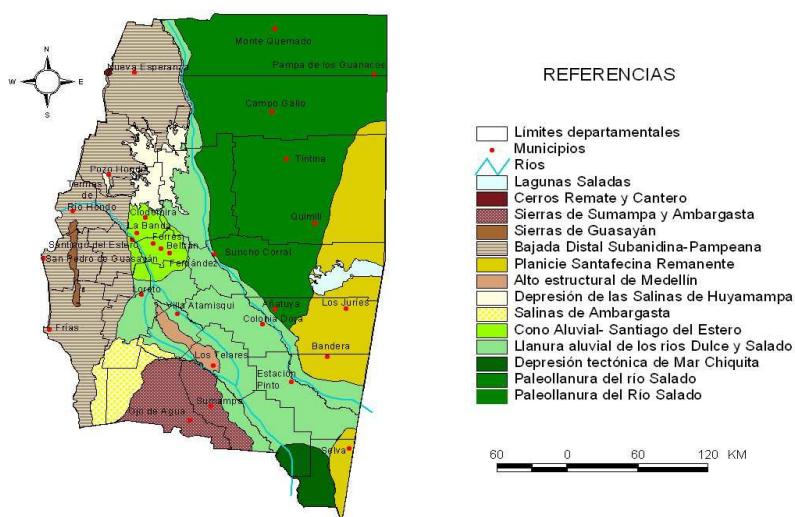 Monte Quemado
Nueva Esperanza
Pampa de los Guanacos
N
W
E
S
Campo Gallo
Tintina
Pozo Hondo
Termas
de
Río Hondo
Clodomira
La Banda
Quimili
Forres
Santiago del Estero
Beltrán
Suncho Corral
San Pedro de Guasayán
Fernández
Loreto
Villa Atamisqui
Añatuya
Los Juríes
Colonia Dora
Frías
Bandera
Los Telares
Estación
Pinto
Sumampa
Ojo de Agua
Selva
REFERENCIAS
Límites departamentales
Municipios
Ríos
Lagunas Saladas
Cerros Remate y Cantero
Sierras de Sumampa y Ambargasta
Sierras de Guasayán
Bajada Distal Subanidina-Pampeana
Planicie Santafecina Remanente
Alto estructural de Medellín
Depresión de las Salinas de Huyamampa
Salinas de Ambargasta
Cono Aluvial- Santiago del Estero
Llanura aluvial de los rios Dulce y Salado
Depresión tectónica de Mar Chiquita
Paleollanura del río Salado
Paleollanura del Río Salado
60 0 60 120 KM